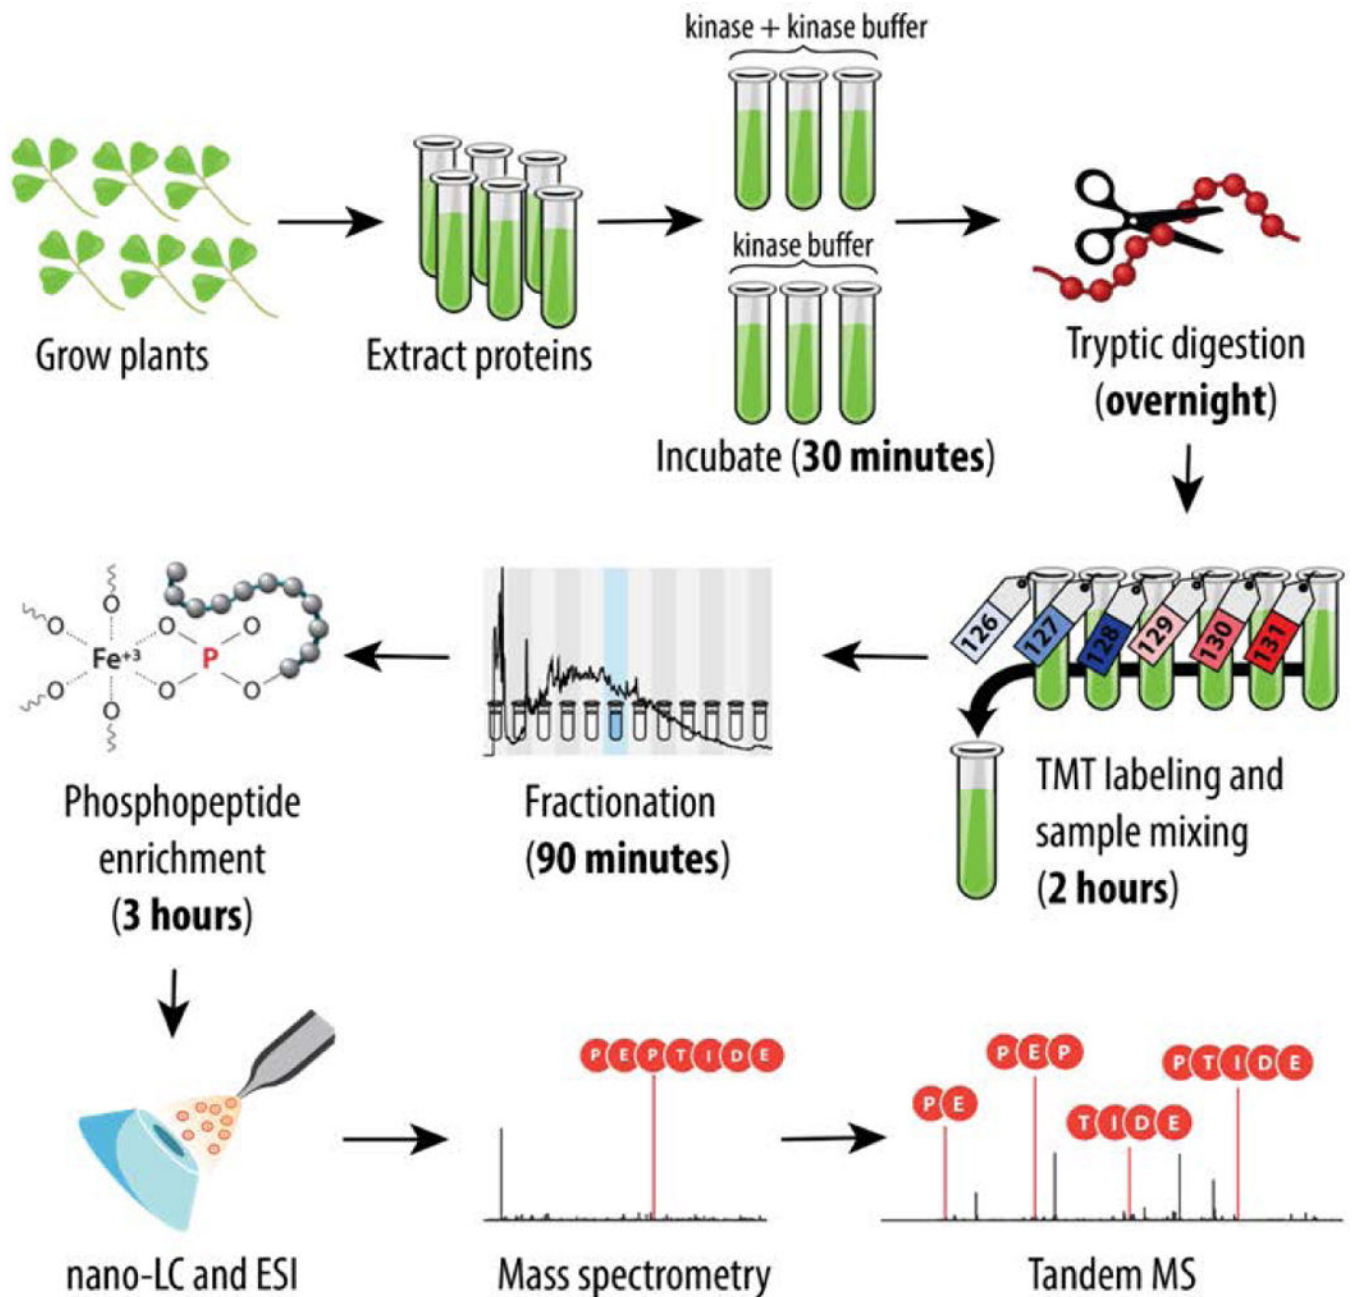 kinase + kinase buffer
kinase buffer
Grow plants
Extract proteins
Incubate (30 minutes)
Tryptic digestion
(overnight)
126
127
128
129
130
131
TMT labeling and
sample mixing
(2 hours)
Fractionation
(90 minutes)
O
O
O
O
Fe+3
P
O
O
O
O
Phosphopeptide
enrichment
(3 hours)
nano-LC and ESI
PEPTIDE
Mass spectrometry
PE
PEP
TIDE
PTIDE
Tandem MS